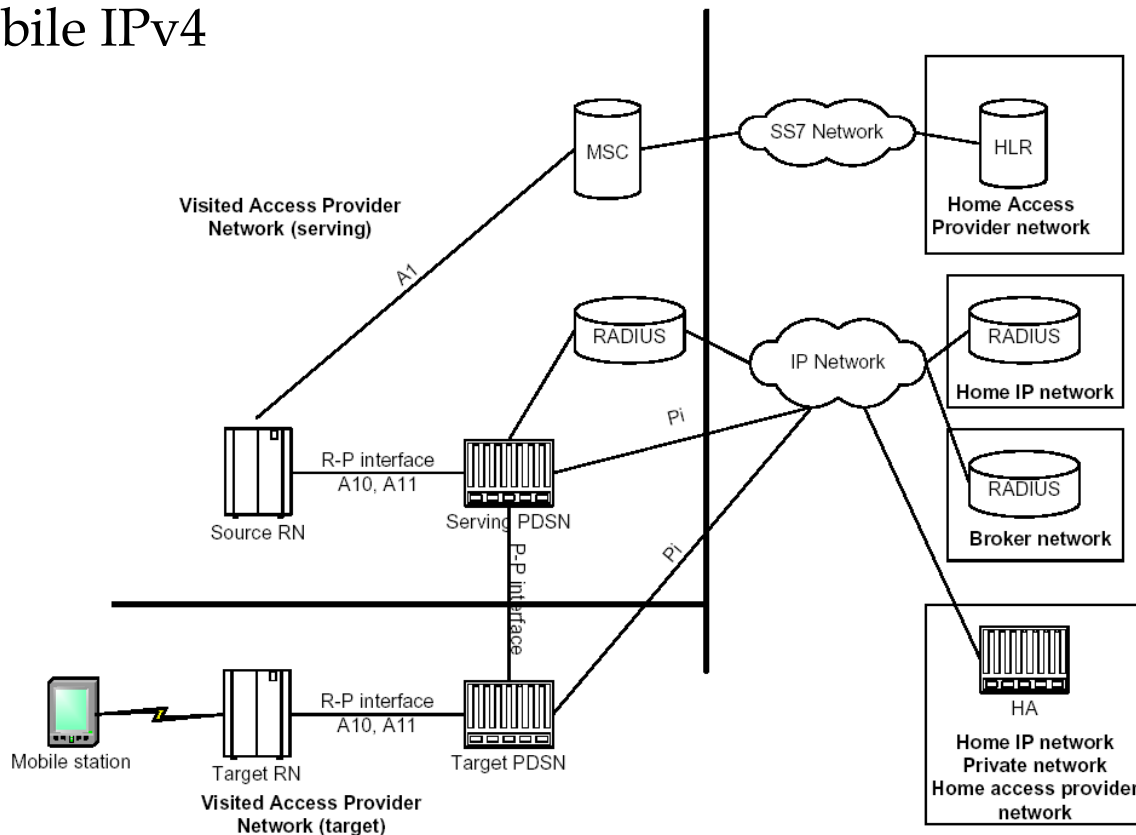 bile IPv4
MSC
SS7 Network
HLR
Home Access
Provider network
Visited Access Provider
Network (serving)
A1
RADIUS
IP Network
RADIUS
Home IP network
Pi
R-P interface
A10, A11
Source RN
Serving PDSN
RADIUS
Broker network
P-P interface
Pi
HA
Home IP network
Private network
Home access provider
network
R-P interface
A10, A11
Mobile station
Target RN
Target PDSN
Visited Access Provider
Network (target)